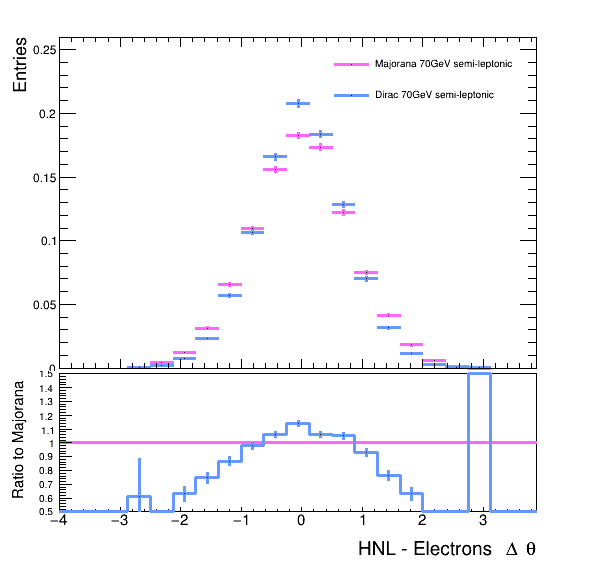 Entries
0.25
0.2
0.15
0.1
0.05
0
Majorana 70GeV semi-leptonic
Dirac 70GeV semi-leptonic
Ratio to Majorana
1.5
1.4
1.3
1.2
1.1
1
0.9
0.8
0.7
0.6
0.5
−4 −3 −2 −1 0 1 2 3
HNL - Electrons Δ θ